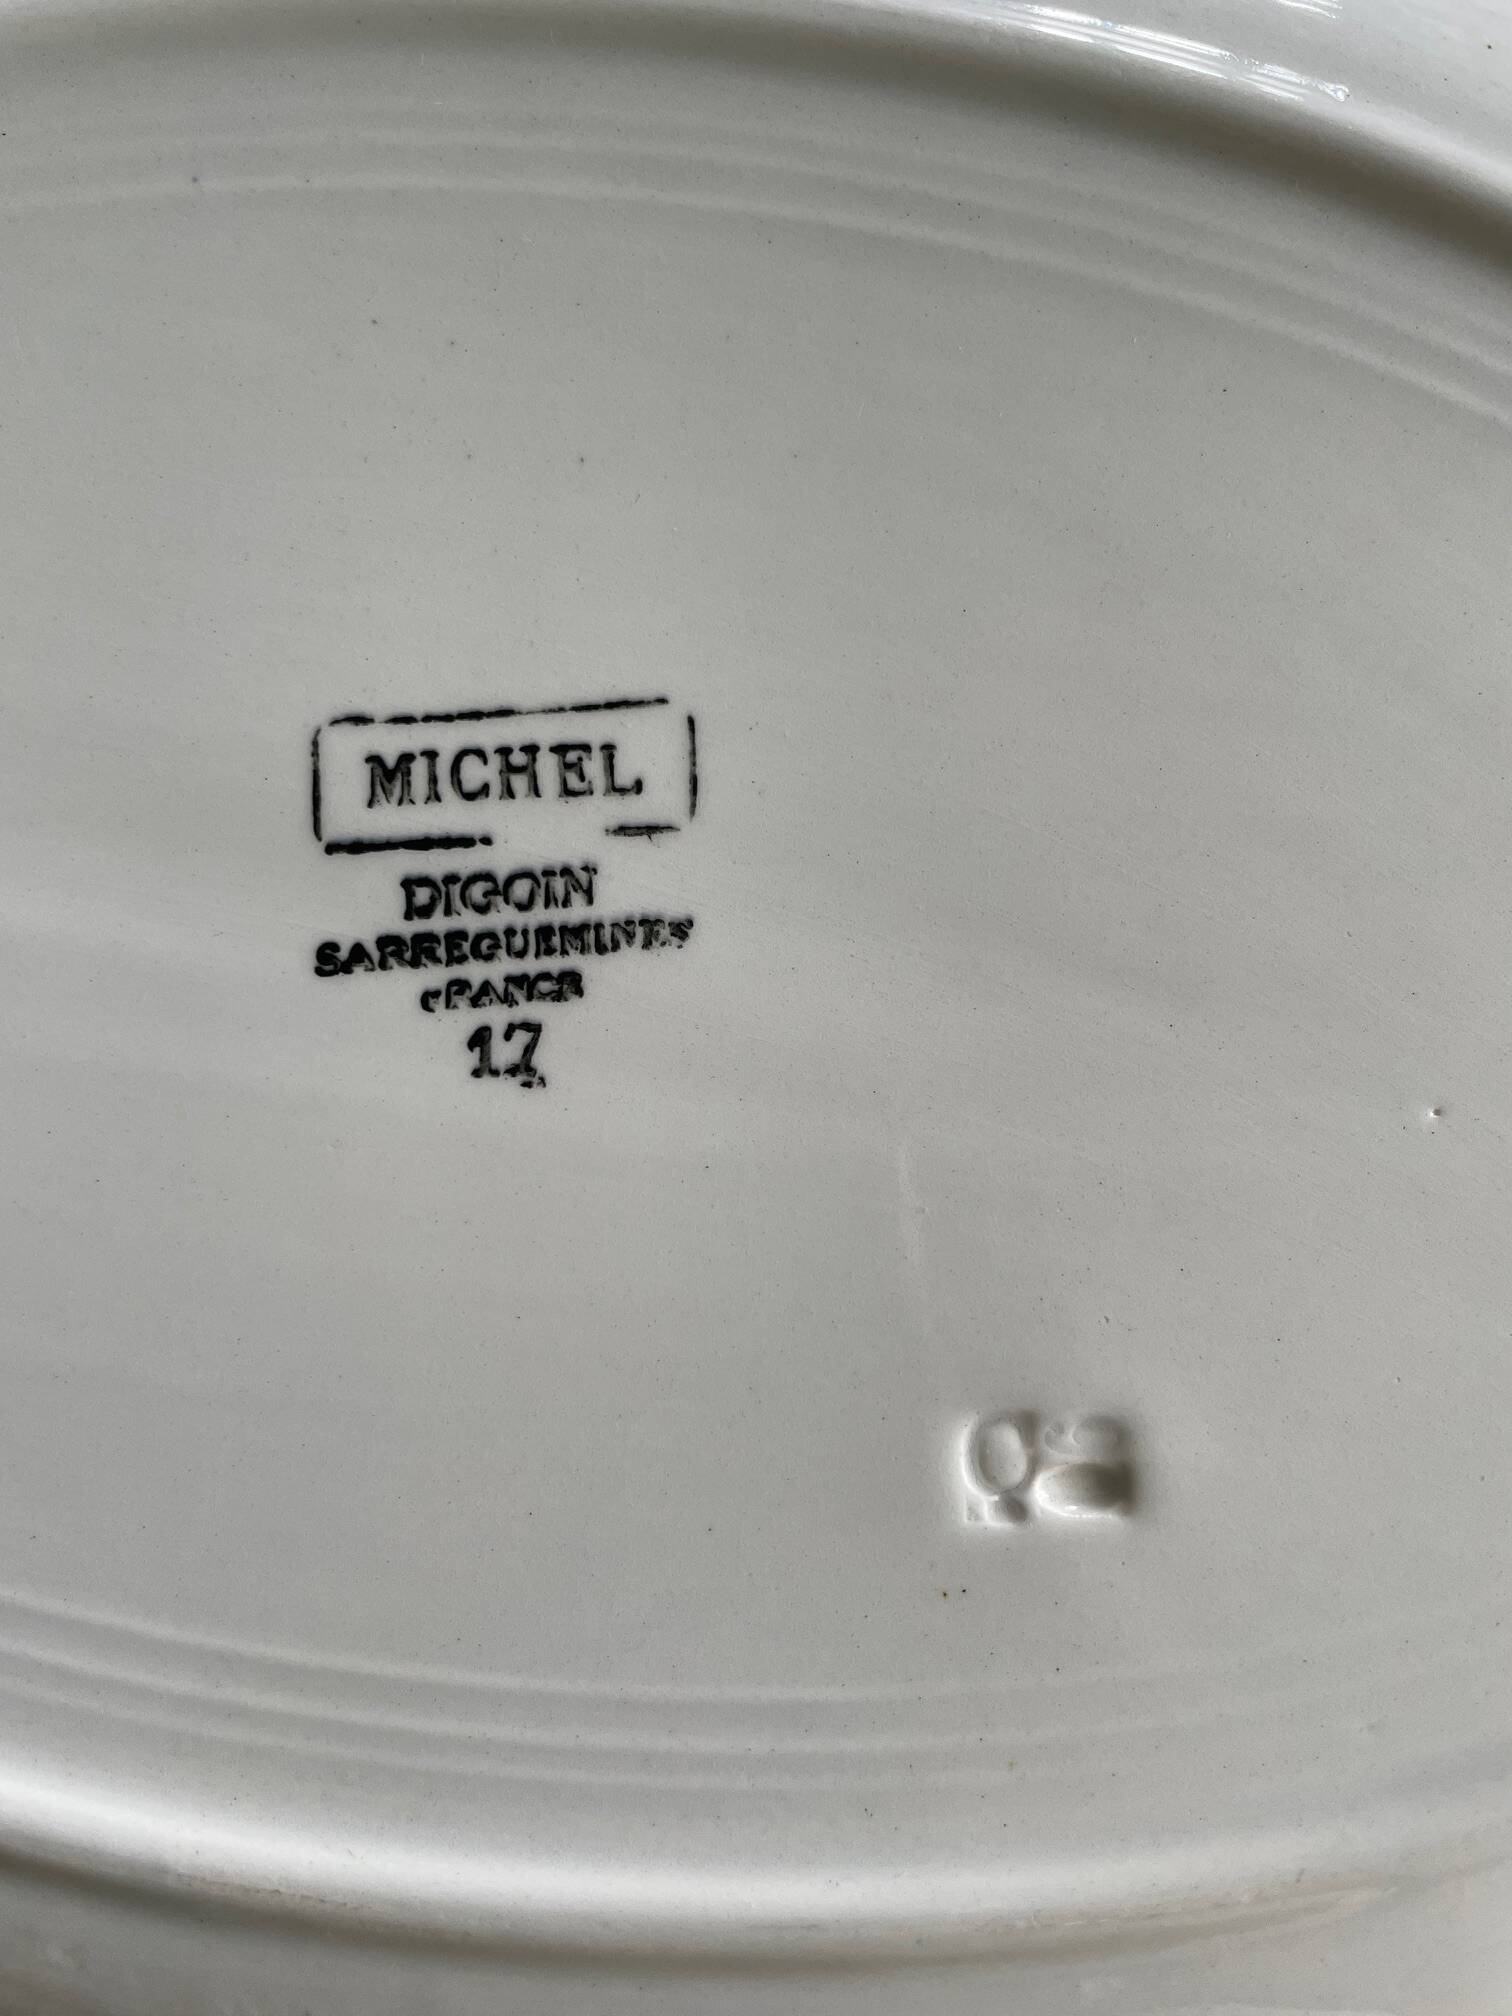 MICHEL
DIGOIN
SARREGUEMINES
FRANCE
17